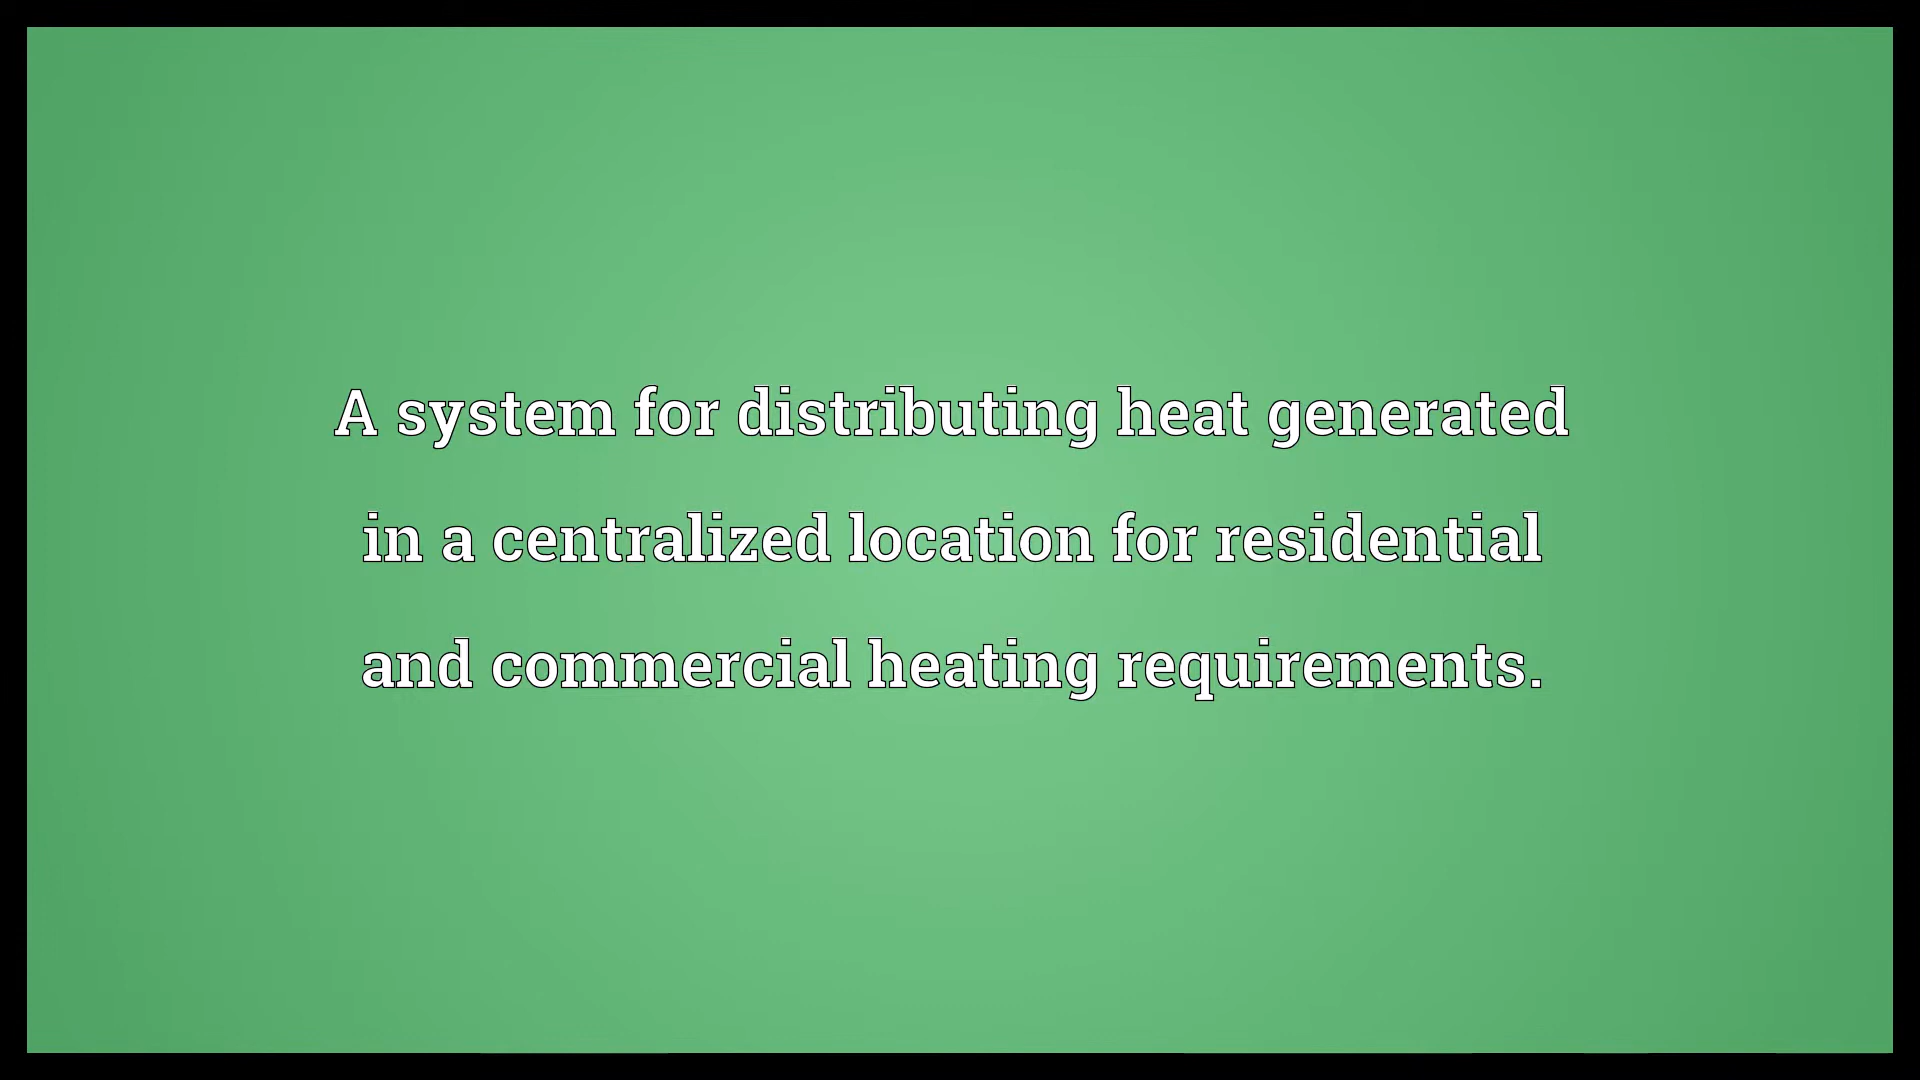 A system for distributing heat generated
in a centralized location for residential
and commercial heating requirements.